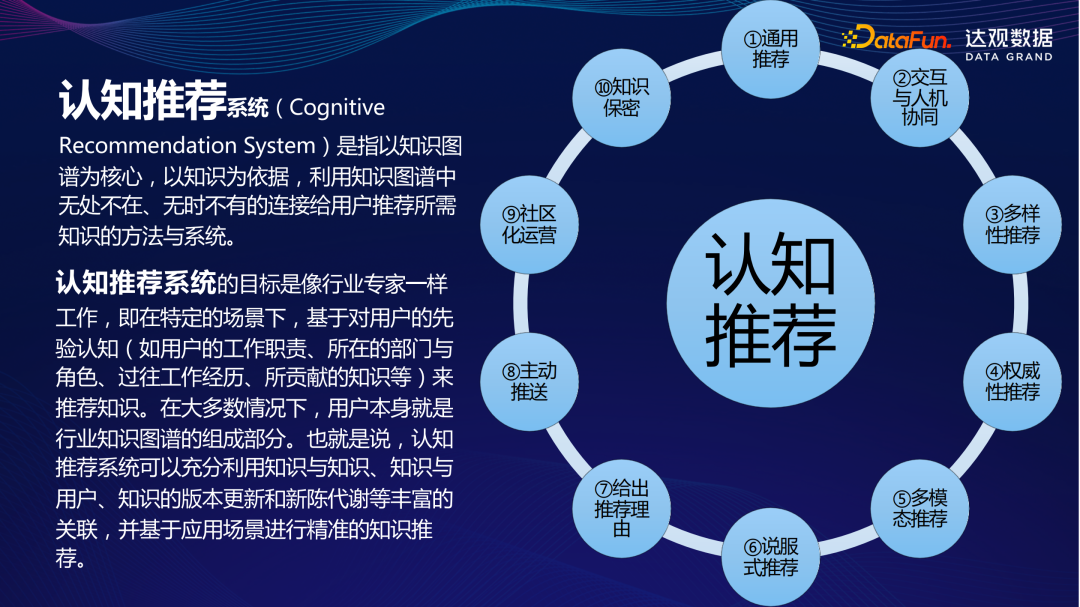 认知推荐系统（Cognitive
Recommendation System）是指以知识图
谱为核心，以知识为依据，利用知识图谱中
无处不在、无时不有的连接给用户推荐所需
知识的方法与系统。
认知推荐系统的目标是像行业专家一样
工作，即在特定的场景下，基于对用户的先
验认知（如用户的工作职责、所在的部门与
角色、过往工作经历、所贡献的知识等）来
推荐知识。在大多数情况下，用户本身就是
行业知识图谱的组成部分。也就是说，认知
推荐系统可以充分利用知识与知识、知识与
用户、知识的版本更新和新陈代谢等丰富的
关联，并基于应用场景进行精准的知识推
荐。
DataFun.
达观数据
DATA GRAND
认知
推荐
①通用
推荐
②交互
与人机
协同
③多样
性推荐
④权威
性推荐
⑤多模
态推荐
⑥说服
式推荐
⑦给出
推荐理
由
⑧主动
推送
⑨社区
化运营
⑩知识
保密